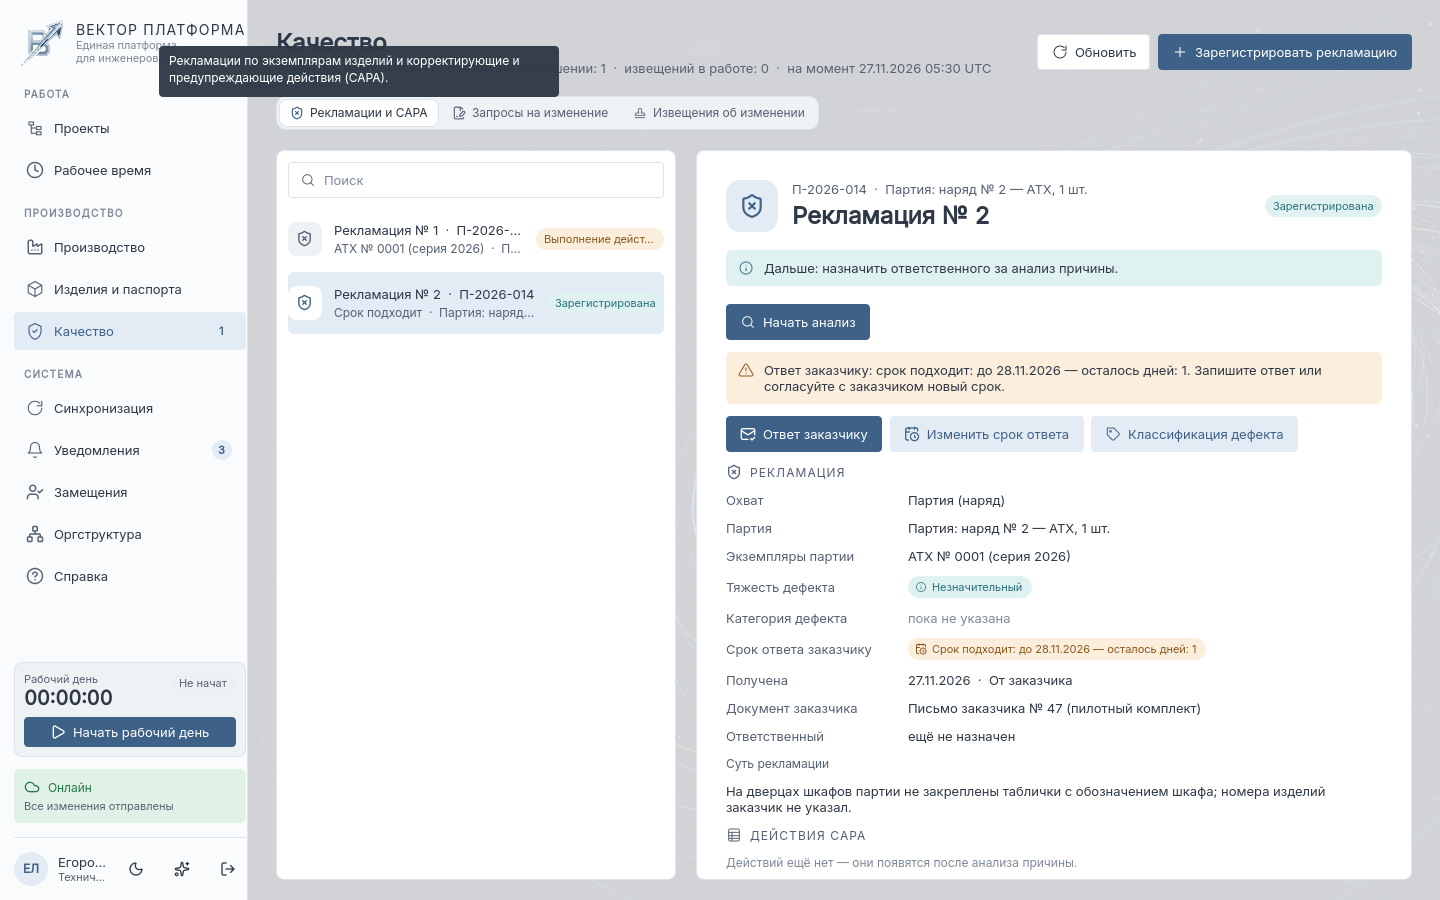 ВЕКТОР ПЛАТФОРМА
Единая платформа
для инженеров
РАБОТА
Проекты
Рабочее время
ПРОИЗВОДСТВО
Производство
Изделия и паспорта
Качество 1
СИСТЕМА
Синхронизация
Уведомления 3
Замещения
Оргструктура
Справка
Рабочий день
Не начат
00:00:00
Начать рабочий день
Онлайн
Все изменения отправлены
ЕЛ
Егоро...
Технич...
Качество
Рекламации по экземплярам изделий и корректирующие и
предупреждающие действия (CAPA).
1 · извещений в работе: 0 · на момент 27.11.2026 05:30 UTC
Обновить
Зарегистрировать рекламацию
Рекламации и CAPA
Запросы на изменение
Извещения об изменении
Поиск
Рекламация № 1 · П-2026-...
АТХ № 0001 (серия 2026) · П...
Выполнение дейст...
Рекламация № 2 · П-2026-014
Срок подходит · Партия: наряд...
Зарегистрирована
П-2026-014 · Партия: наряд № 2 — АТХ, 1 шт.
Рекламация № 2
Зарегистрирована
Дальше: назначить ответственного за анализ причины.
Начать анализ
Ответ заказчику: срок подходит: до 28.11.2026 — осталось дней: 1. Запишите ответ или
согласуйте с заказчиком новый срок.
Ответ заказчику
Изменить срок ответа
Классификация дефекта
РЕКЛАМАЦИЯ
Охват Партия (наряд)
Партия Партия: наряд № 2 — АТХ, 1 шт.
Экземпляры партии АТХ № 0001 (серия 2026)
Тяжесть дефекта Незначительный
Категория дефекта пока не указана
Срок ответа заказчику Срок подходит: до 28.11.2026 — осталось дней: 1
Получена 27.11.2026 · От заказчика
Документ заказчика Письмо заказчика № 47 (пилотный комплект)
Ответственный ещё не назначен
Суть рекламации
На дверцах шкафов партии не закреплены таблички с обозначением шкафа; номера изделий
заказчик не указал.
ДЕЙСТВИЯ CAPA
Действий ещё нет — они появятся после анализа причины.